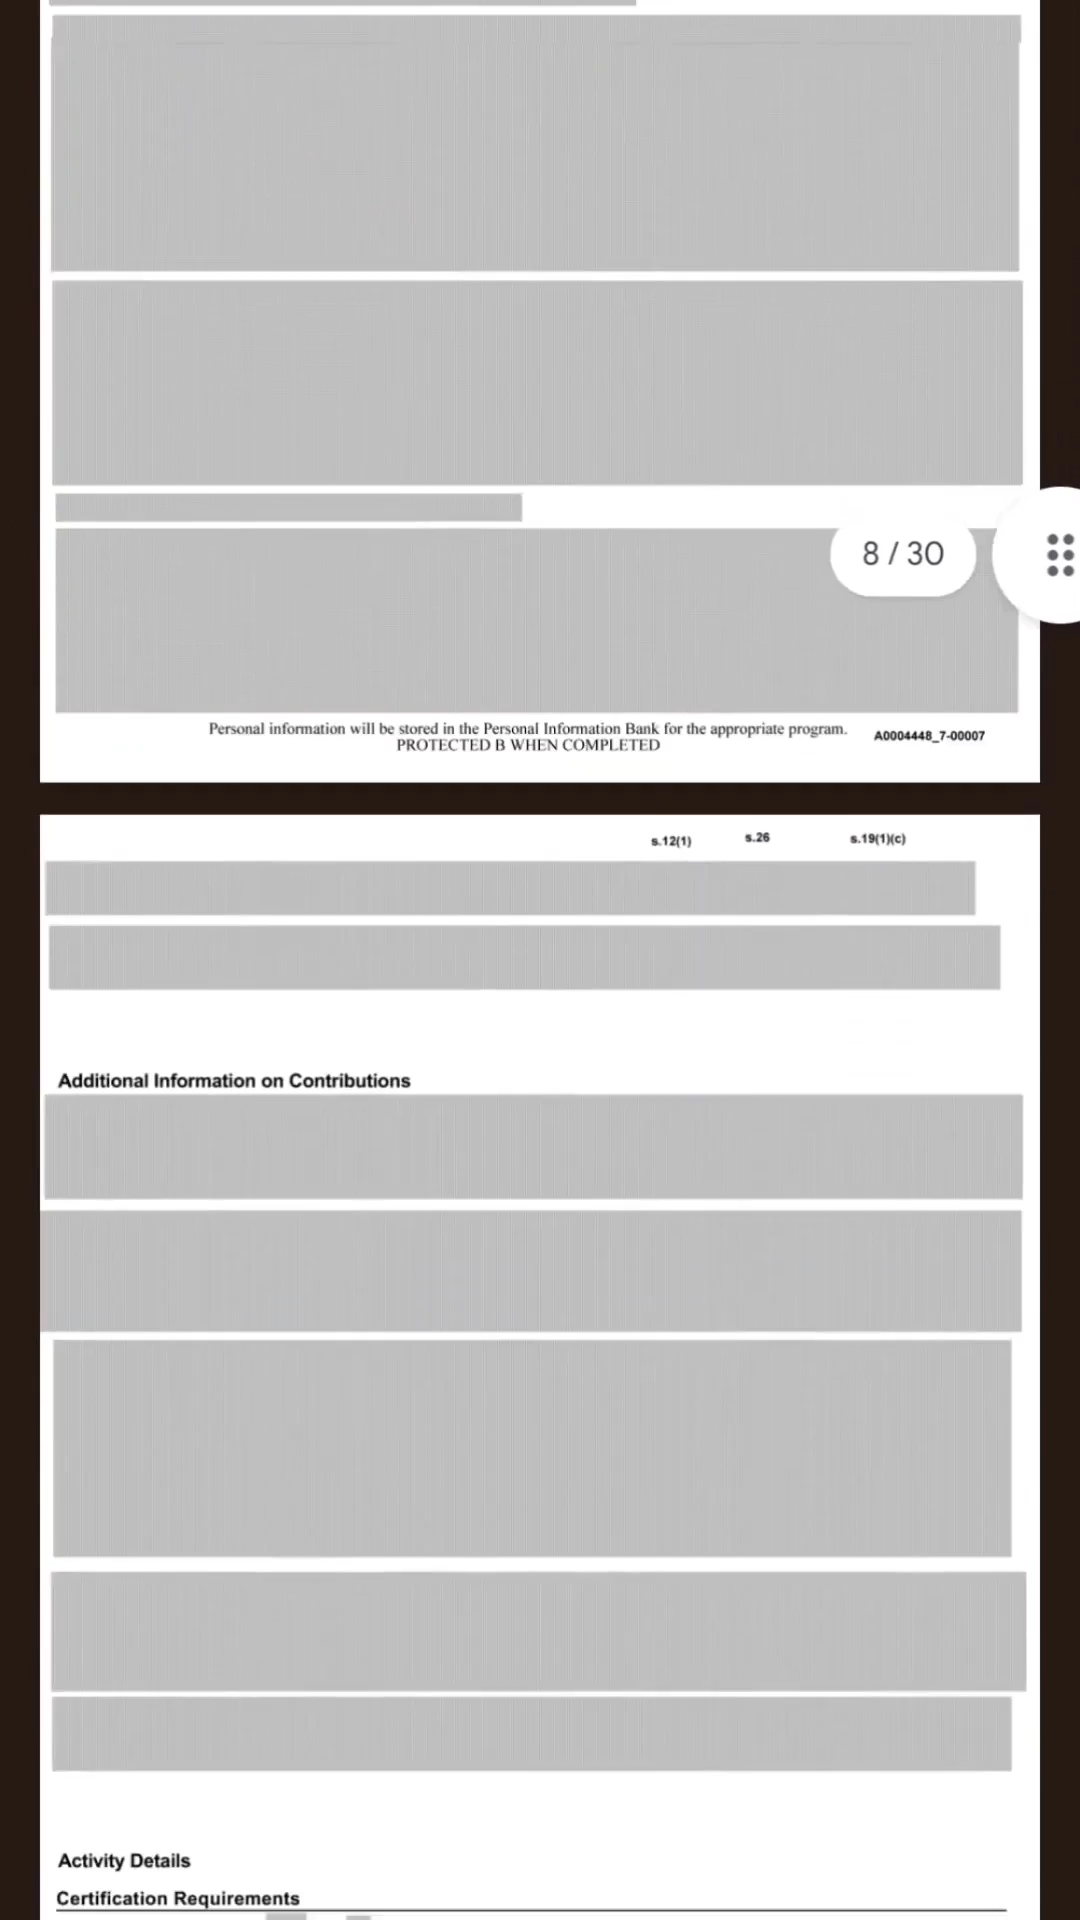 8 / 30
Personal information will be stored in the Personal Information Bank for the appropriate program.
PROTECTED B WHEN COMPLETED
A0004448_7-00007
s.12(1)
s.26
s.19(1)(c)
Additional Information on Contributions
Activity Details
Certification Requirements